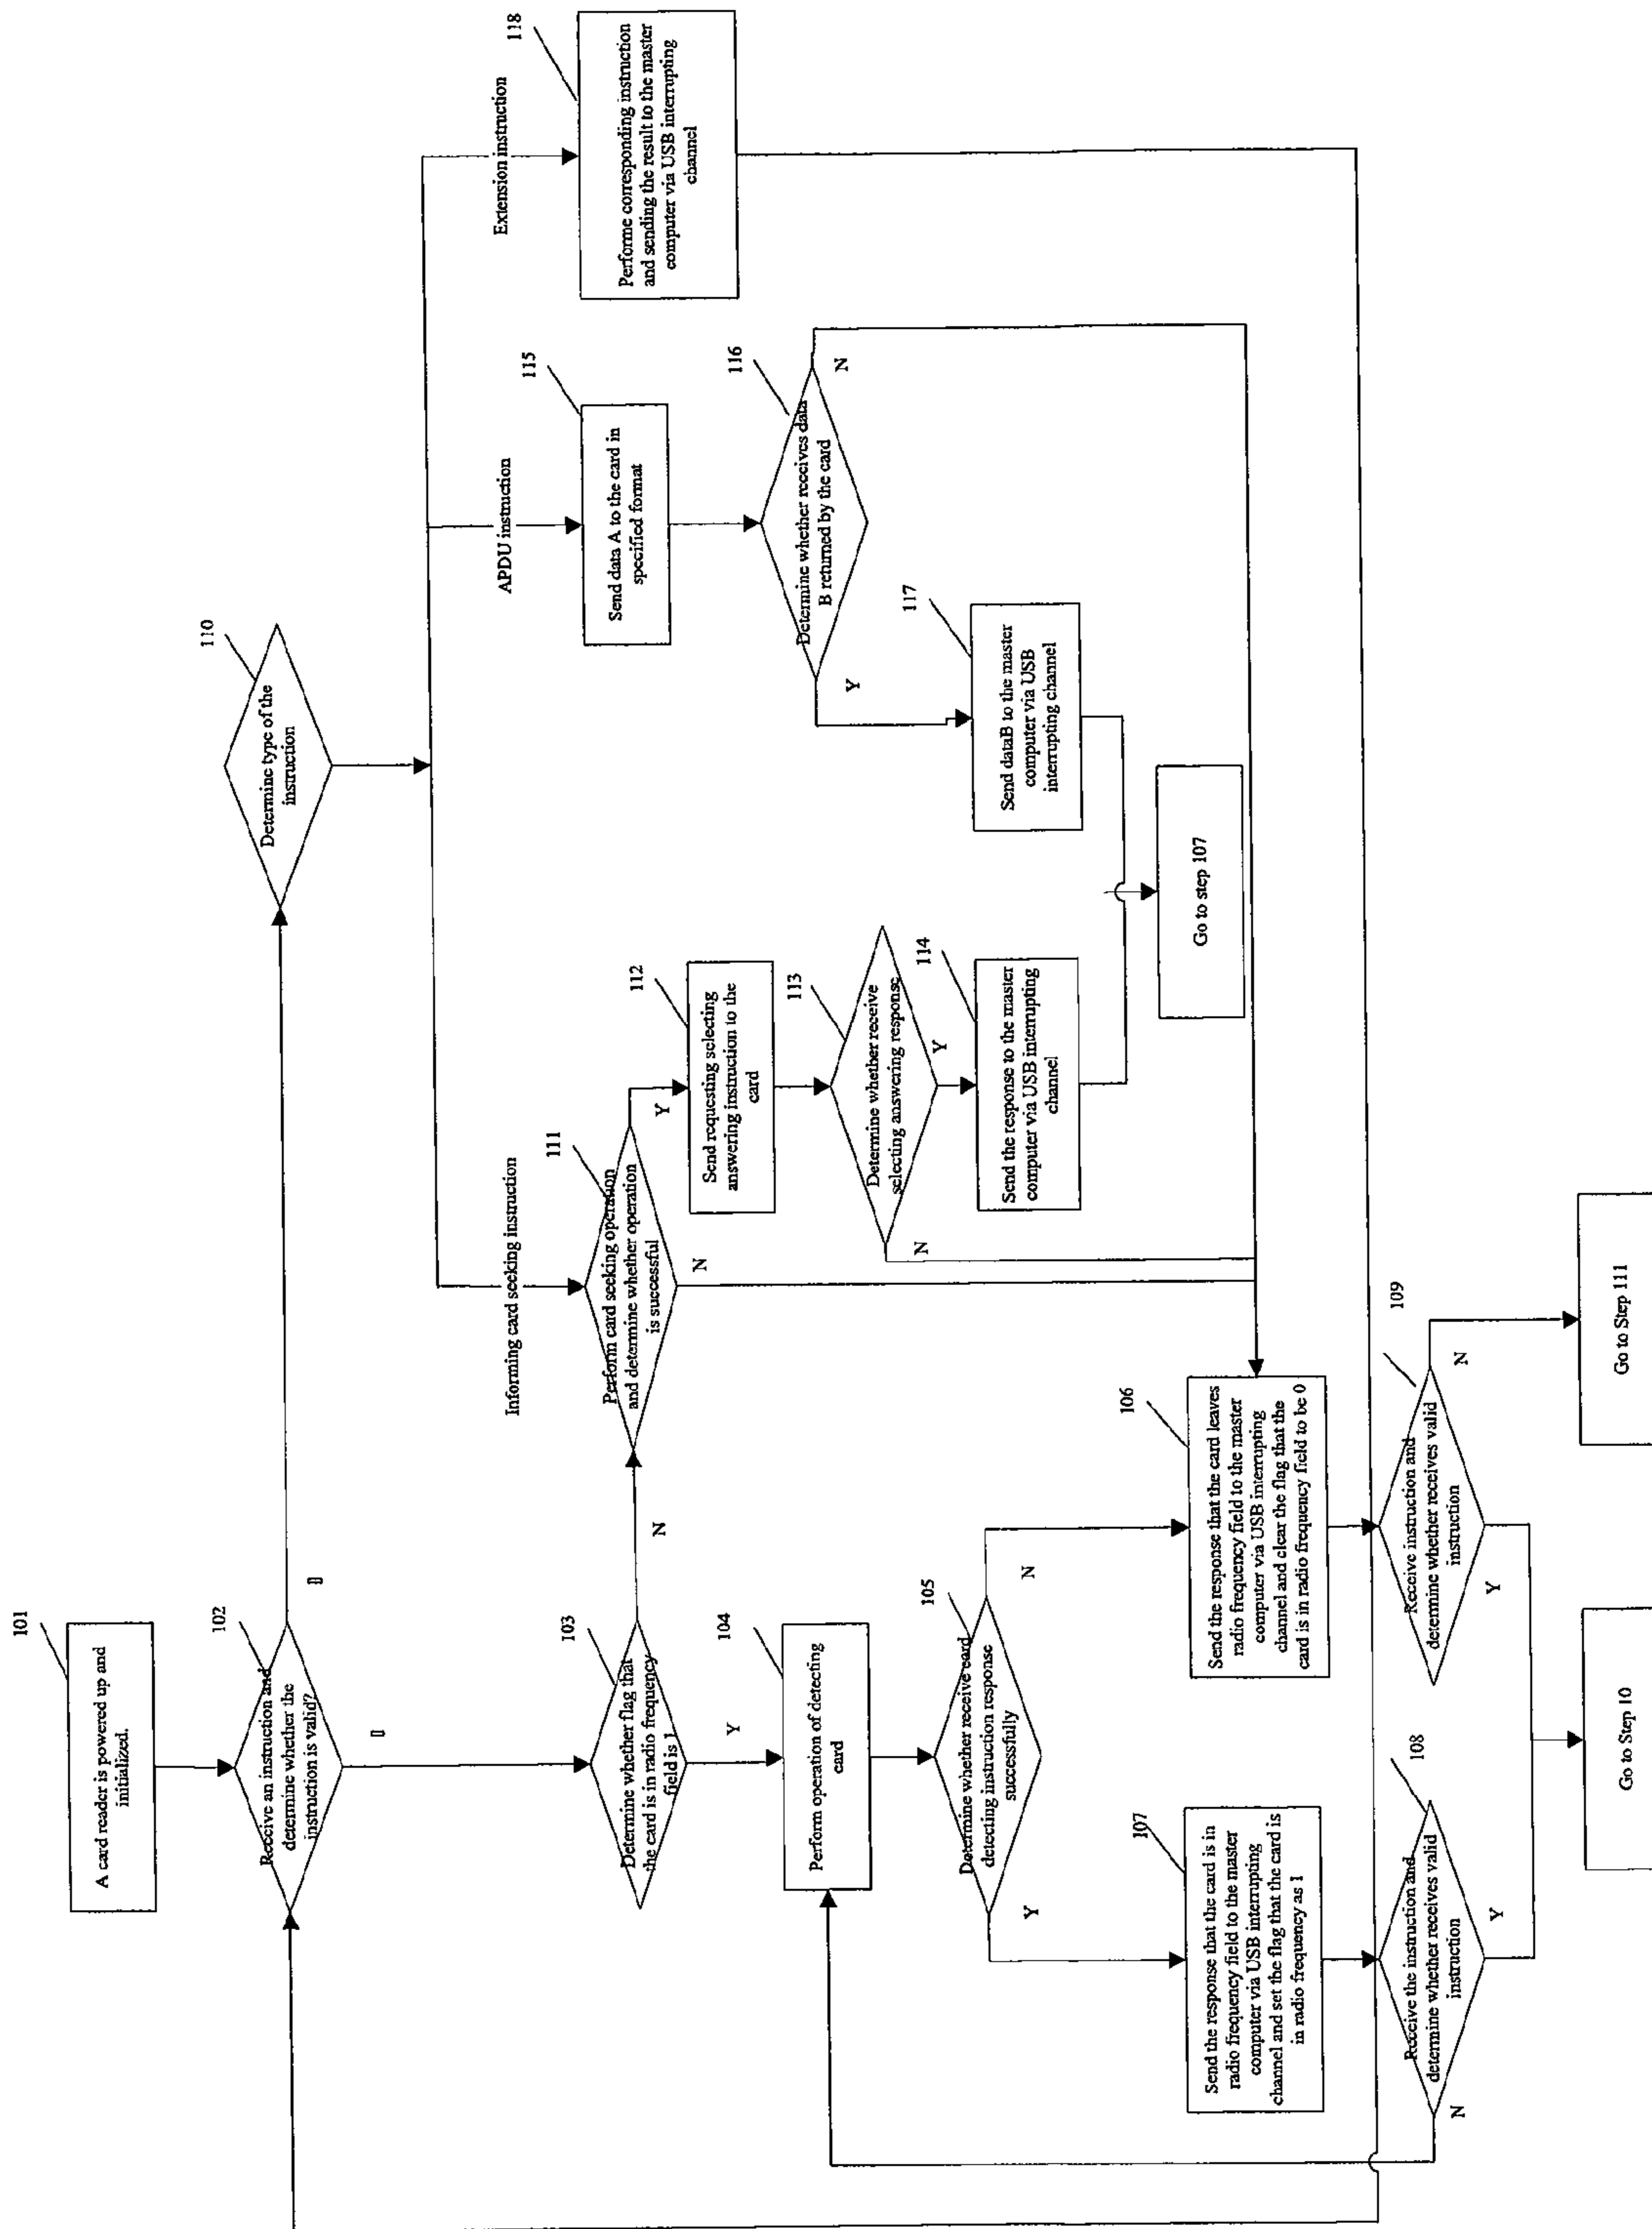 101
A card reader is powered up and
initialized.
102
Receive an instruction and
determine whether the
instruction is valid?
110
Determine type of the
instruction
103
Determine whether flag that
the card is in radio frequency
field is 1
N
Y
104
Perform operation of detecting
card
105
Determine whether receive card
detecting instruction response
successfully
Y
N
107
Send the response that the card is in
radio frequency field to the master
computer via USB interrupting
channel and set the flag that the card is
in radio frequency as 1
106
Send the response that the card leaves
radio frequency field to the master
computer via USB interrupting
channel and clear the flag that the
card is in radio frequency field to be 0
108
Receive the instruction and
determine whether receives valid
instruction
N
Y
109
Receive instruction and
determine whether receives valid
instruction
Y
N
Go to Step 10
Go to Step 111
Informing card seeking instruction
111
Perform card seeking operation
and determine whether operation
is successful
Y
N
112
Send requesting selecting
answering instruction to the
card
113
Determine whether receive
selecting answering response
N
Y
114
Send the response to the master
computer via USB interrupting
channel
APDU instruction
115
Send data A to the card in
specified format
116
Determine whether receives data
B returned by the card
Y
N
117
Send dataB to the master
computer via USB
interrupting channel
Go to step 107
Extension instruction
118
Performe corresponding instruction
and sending the result to the master
computer via USB interrupting
channel